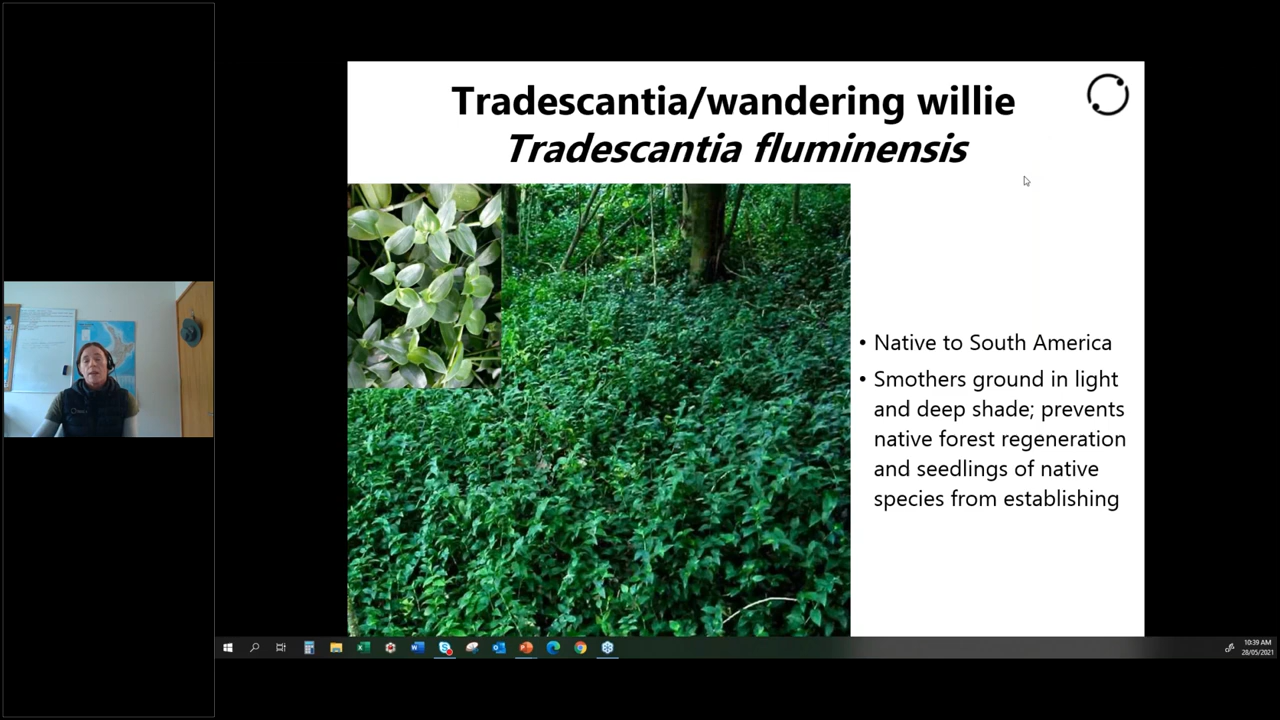 Tradescantia/wandering willie
Tradescantia fluminensis
• Native to South America
• Smothers ground in light
and deep shade; prevents
native forest regeneration
and seedlings of native
species from establishing
10:39 AM
28/05/2021